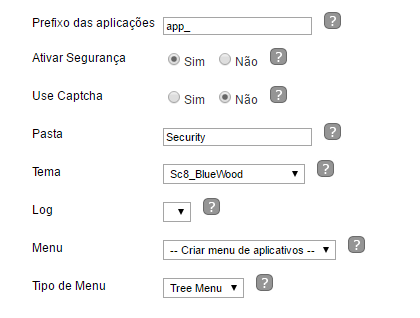 Prefixo das aplicações app_ ?
Ativar Segurança Sim Não ?
Use Captcha Sim Não ?
Pasta Security ?
Tema Sc8_BlueWood ?
Log ?
Menu -- Criar menu de aplicativos -- ?
Tipo de Menu Tree Menu ?